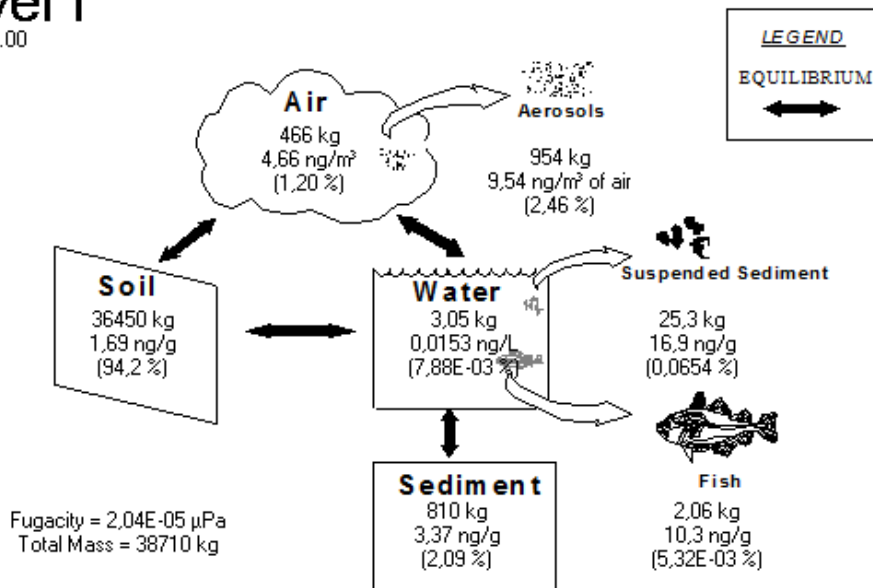 .00
LEGEND
EQUILIBRIUM
Air
466 kg
4,66 ng/m³
(1,20 %)
Aerosols
954 kg
9,54 ng/m³ of air
(2,46 %)
Soil
36450 kg
1,69 ng/g
(94,2 %)
Water
3,05 kg
0,0153 ng/L
(7,88E-03 %)
Suspended Sediment
25,3 kg
16,9 ng/g
(0,0654 %)
Fish
2,06 kg
10,3 ng/g
(5,32E-03 %)
Sediment
810 kg
3,37 ng/g
(2,09 %)
Fugacity = 2,04E-05 µPa
Total Mass = 38710 kg